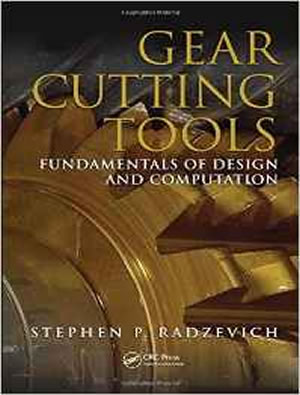 GEAR
CUTTING
TOOLS
FUNDAMENTALS OF DESIGN
AND COMPUTATION
STEPHEN P. RADZEVICH
CRC Press